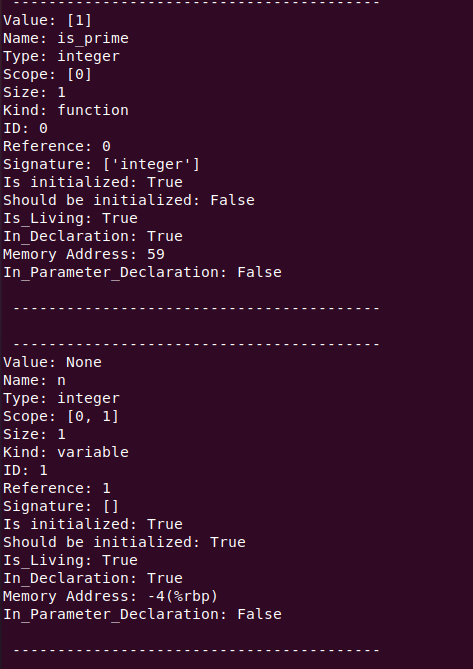 -----------------------------------------
Value: [1]
Name: is_prime
Type: integer
Scope: [0]
Size: 1
Kind: function
ID: 0
Reference: 0
Signature: ['integer']
Is initialized: True
Should be initialized: False
Is_Living: True
In_Declaration: True
Memory Address: 59
In_Parameter_Declaration: False
-----------------------------------------
-----------------------------------------
Value: None
Name: n
Type: integer
Scope: [0, 1]
Size: 1
Kind: variable
ID: 1
Reference: 1
Signature: []
Is initialized: True
Should be initialized: True
Is_Living: True
In_Declaration: True
Memory Address: -4(%rbp)
In_Parameter_Declaration: False
-----------------------------------------